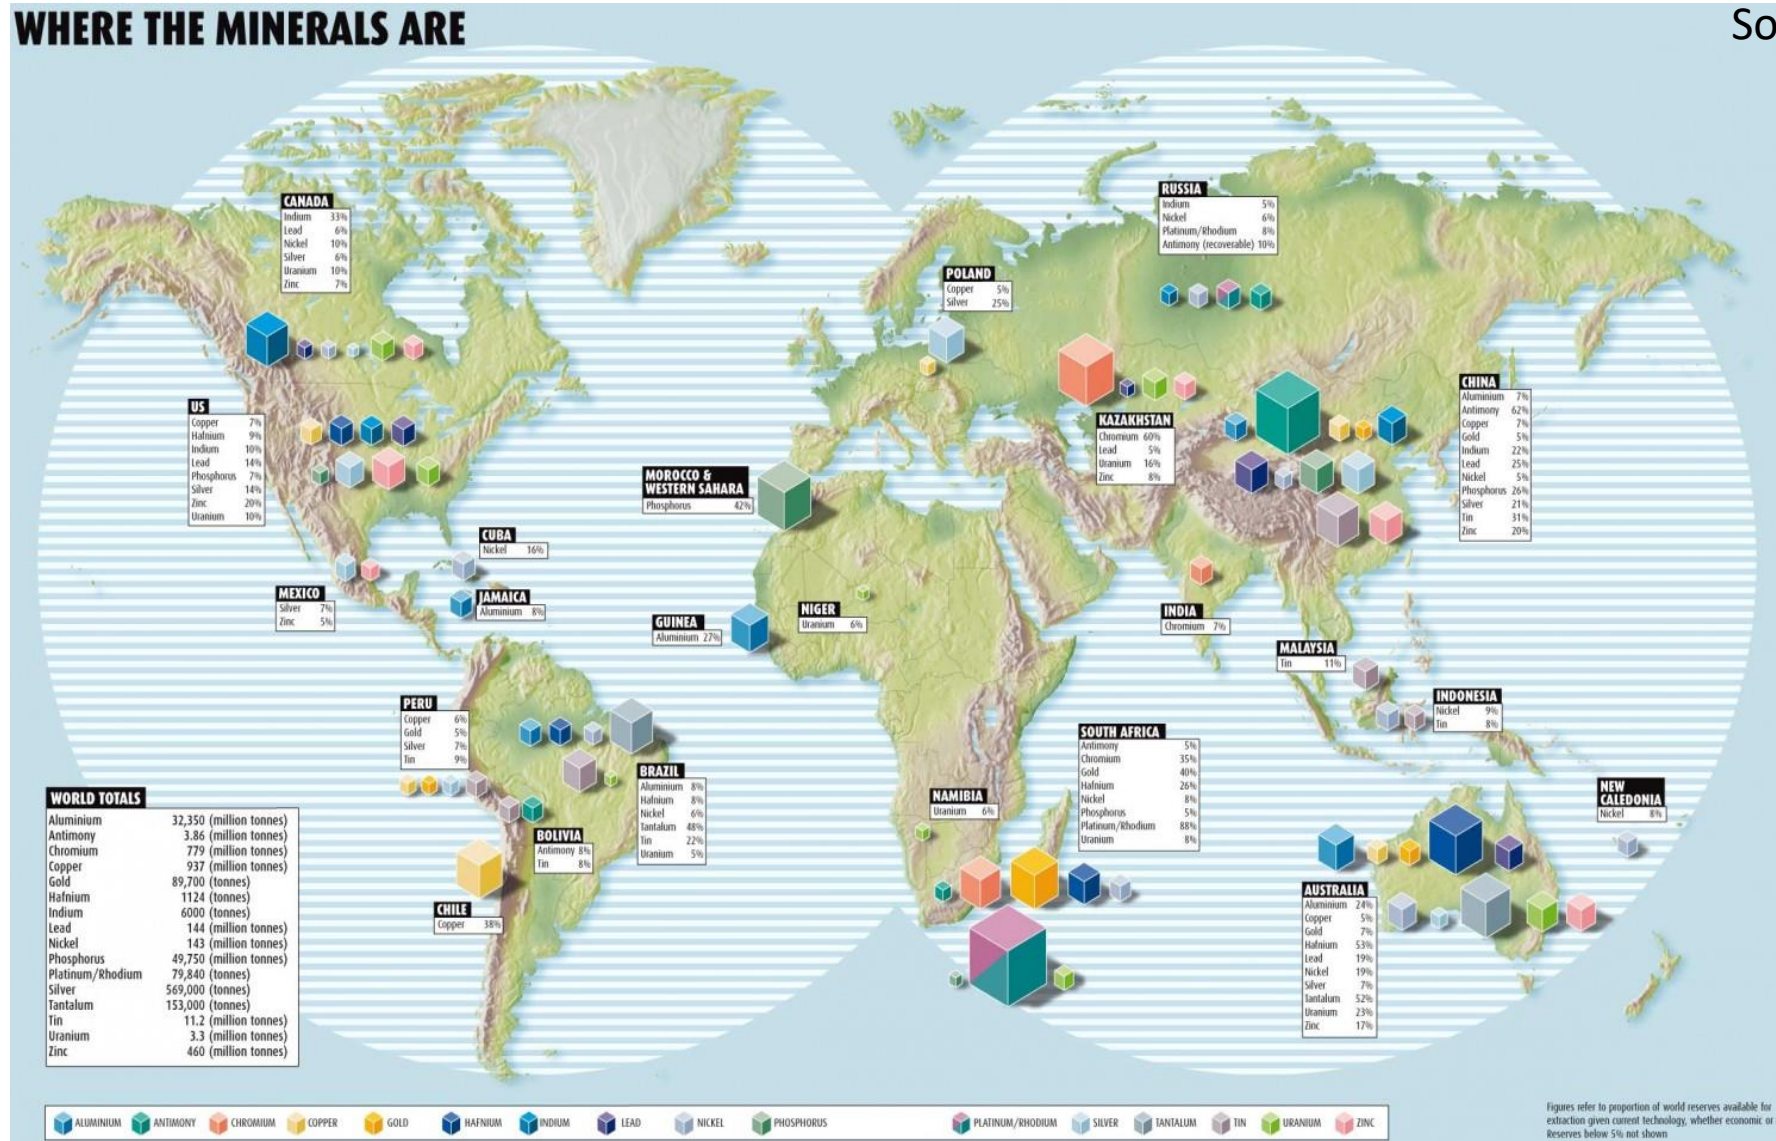 WHERE THE MINERALS ARE
So
CANADA
Indium 33%
Lead 6%
Nickel 10%
Silver 6%
Uranium 10%
Zinc 7%
RUSSIA
Indium 5%
Nickel 6%
Platinum/Rhodium 8%
Antimony (recoverable) 10%
POLAND
Copper 5%
Silver 25%
US
Copper 7%
Hafnium 9%
Indium 10%
Lead 14%
Phosphorus 7%
Silver 14%
Zinc 20%
Uranium 10%
KAZAKHSTAN
Chromium 60%
Lead 5%
Uranium 16%
Zinc 8%
CHINA
Aluminium 7%
Antimony 62%
Copper 7%
Gold 5%
Indium 22%
Lead 25%
Nickel 5%
Phosphorus 26%
Silver 21%
Tin 31%
Zinc 20%
MOROCCO &
WESTERN SAHARA
Phosphorus 42%
CUBA
Nickel 16%
MEXICO
Silver 7%
Zinc 5%
JAMAICA
Aluminium 8%
GUINEA
Aluminium 27%
NIGER
Uranium 6%
INDIA
Chromium 7%
MALAYSIA
Tin 11%
INDONESIA
Nickel 9%
Tin 8%
PERU
Copper 6%
Gold 5%
Silver 7%
Tin 9%
BRAZIL
Aluminium 8%
Hafnium 8%
Nickel 6%
Tantalum 48%
Tin 22%
Uranium 5%
BOLIVIA
Antimony 8%
Tin 8%
CHILE
Copper 38%
SOUTH AFRICA
Antimony 5%
Chromium 35%
Gold 40%
Hafnium 26%
Nickel 8%
Phosphorus 5%
Platinum/Rhodium 88%
Uranium 8%
NAMIBIA
Uranium 6%
NEW
CALEDONIA
Nickel 8%
AUSTRALIA
Aluminium 24%
Copper 5%
Gold 7%
Hafnium 53%
Lead 19%
Nickel 19%
Silver 7%
Tantalum 52%
Uranium 23%
Zinc 17%
WORLD TOTALS
Aluminium 32,350 (million tonnes)
Antimony 3.86 (million tonnes)
Chromium 779 (million tonnes)
Copper 937 (million tonnes)
Gold 89,700 (tonnes)
Hafnium 1124 (tonnes)
Indium 6000 (tonnes)
Lead 144 (million tonnes)
Nickel 143 (million tonnes)
Phosphorus 49,750 (million tonnes)
Platinum/Rhodium 79,840 (tonnes)
Silver 569,000 (tonnes)
Tantalum 153,000 (tonnes)
Tin 11.2 (million tonnes)
Uranium 3.3 (million tonnes)
Zinc 460 (million tonnes)
ALUMINIUM ANTIMONY CHROMIUM COPPER GOLD HAFNIUM INDIUM LEAD NICKEL PHOSPHORUS PLATINUM/RHODIUM SILVER TANTALUM TIN URANIUM ZINC
Figures refer to proportion of world reserves available for
extraction given current technology, whether economic or
Reserves below 5% not shown